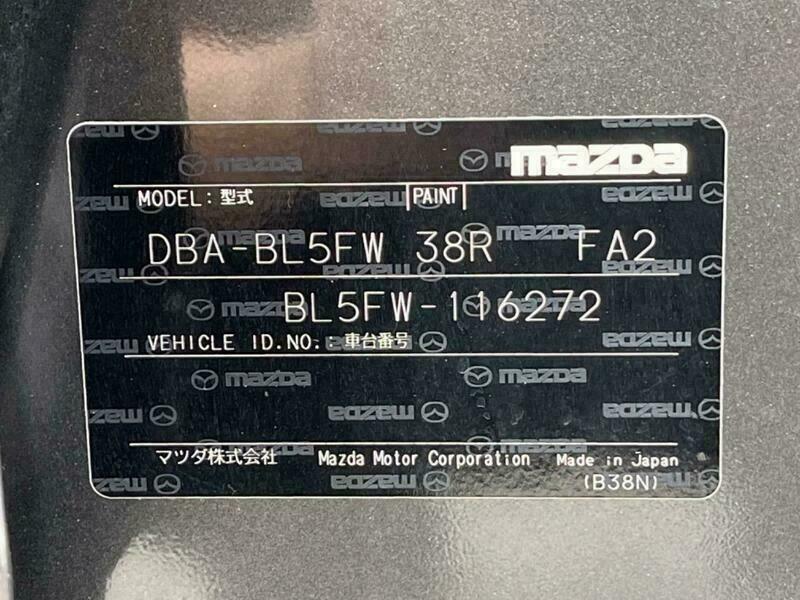 mazda
MODEL:型式 PAINT
DBA-BL5FW 38R FA2
BL5FW-116272
VEHICLE ID.NO.:車台番号
マツダ株式会社 Mazda Motor Corporation Made in Japan
(B38N)